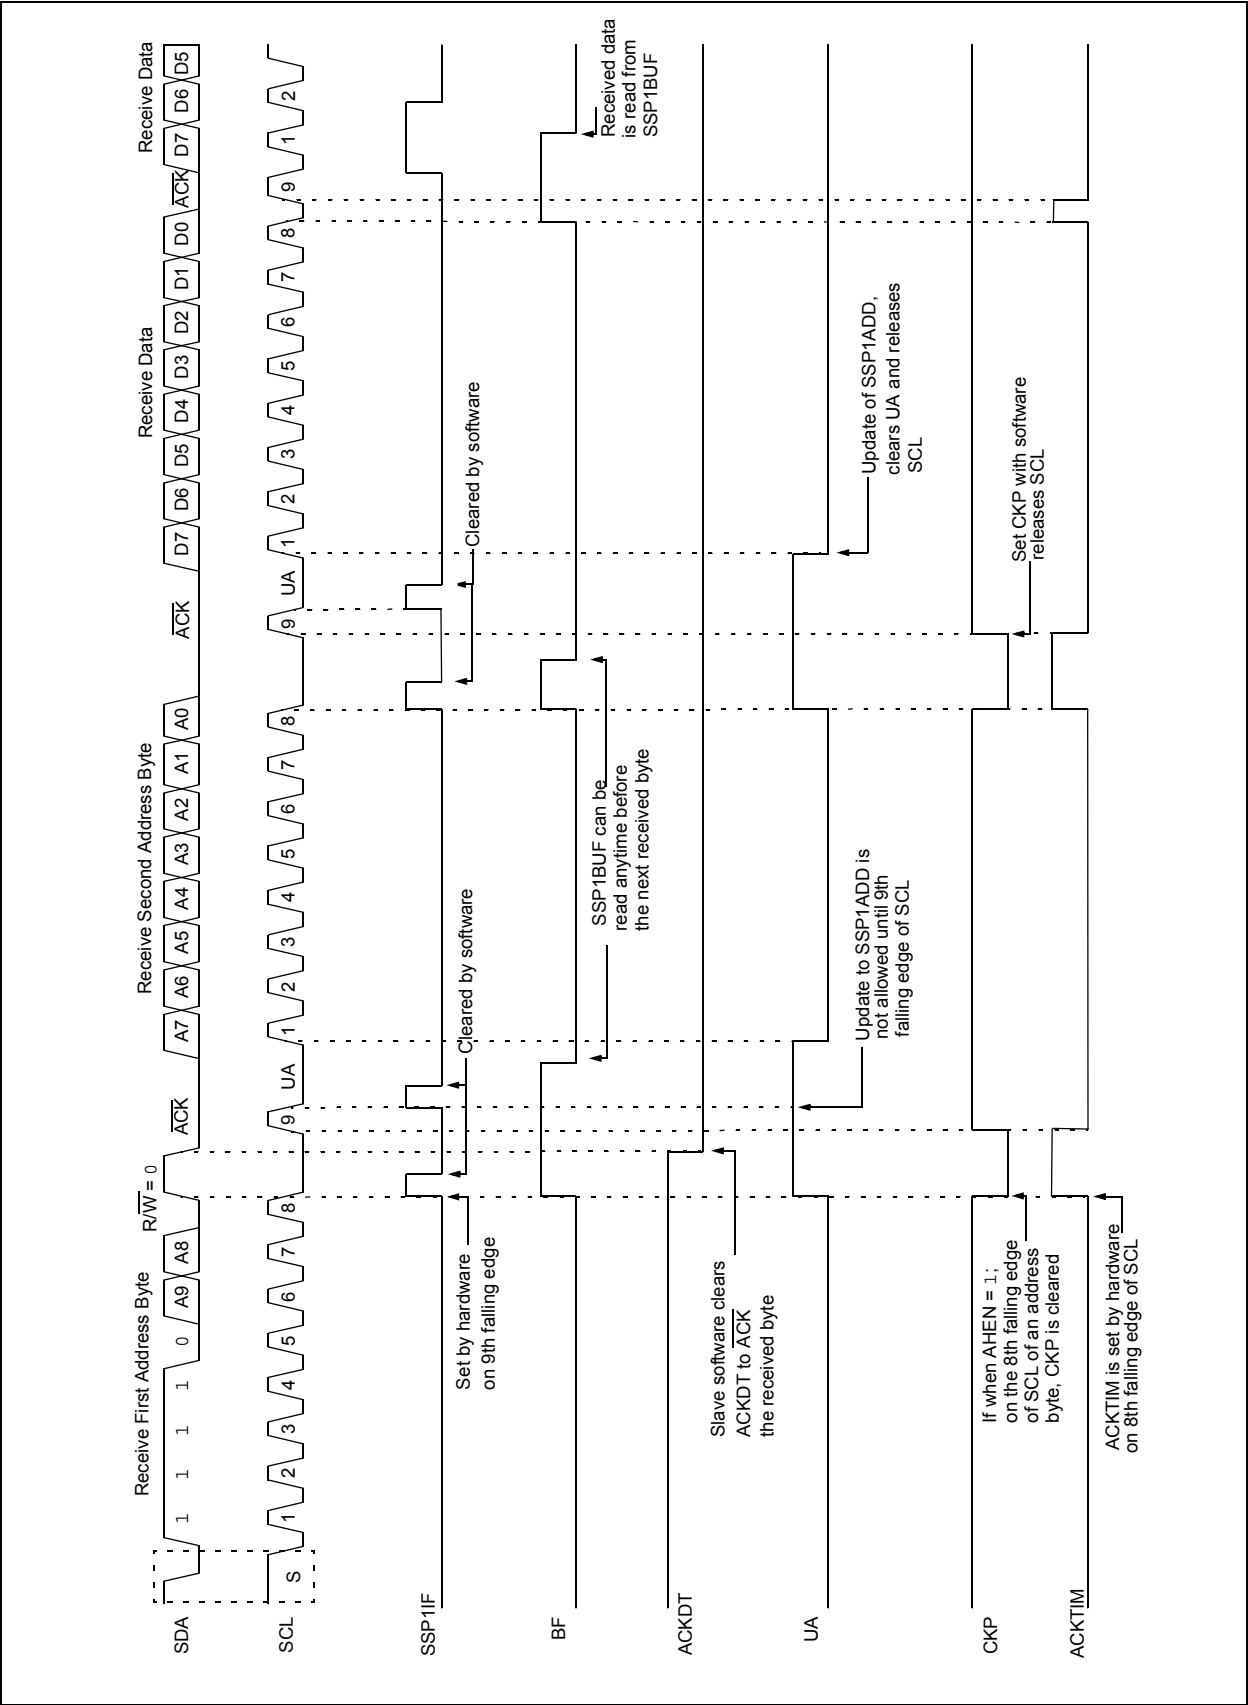 Receive First Address Byte
R/W = 0
Receive Second Address Byte
Receive Data
Receive Data
SDA
1 1 1 1 0 A9 A8
ACK
A7 A6 A5 A4 A3 A2 A1 A0
ACK
D7 D6 D5 D4 D3 D2 D1 D0
ACK
D7 D6 D5
SCL
S
1 2 3 4 5 6 7 8 9 UA 1 2 3 4 5 6 7 8 9 UA 1 2 3 4 5 6 7 8 9 1 2
SSP1IF
Set by hardware
on 9th falling edge
Cleared by software
Cleared by software
BF
SSP1BUF can be
read anytime before
the next received byte
Received data
is read from
SSP1BUF
ACKDT
Slave software clears
ACKDT to ACK
the received byte
UA
Update to SSP1ADD is
not allowed until 9th
falling edge of SCL
Update of SSP1ADD,
clears UA and releases
SCL
CKP
If when AHEN = 1;
on the 8th falling edge
of SCL of an address
byte, CKP is cleared
Set CKP with software
releases SCL
ACKTIM
ACKTIM is set by hardware
on 8th falling edge of SCL